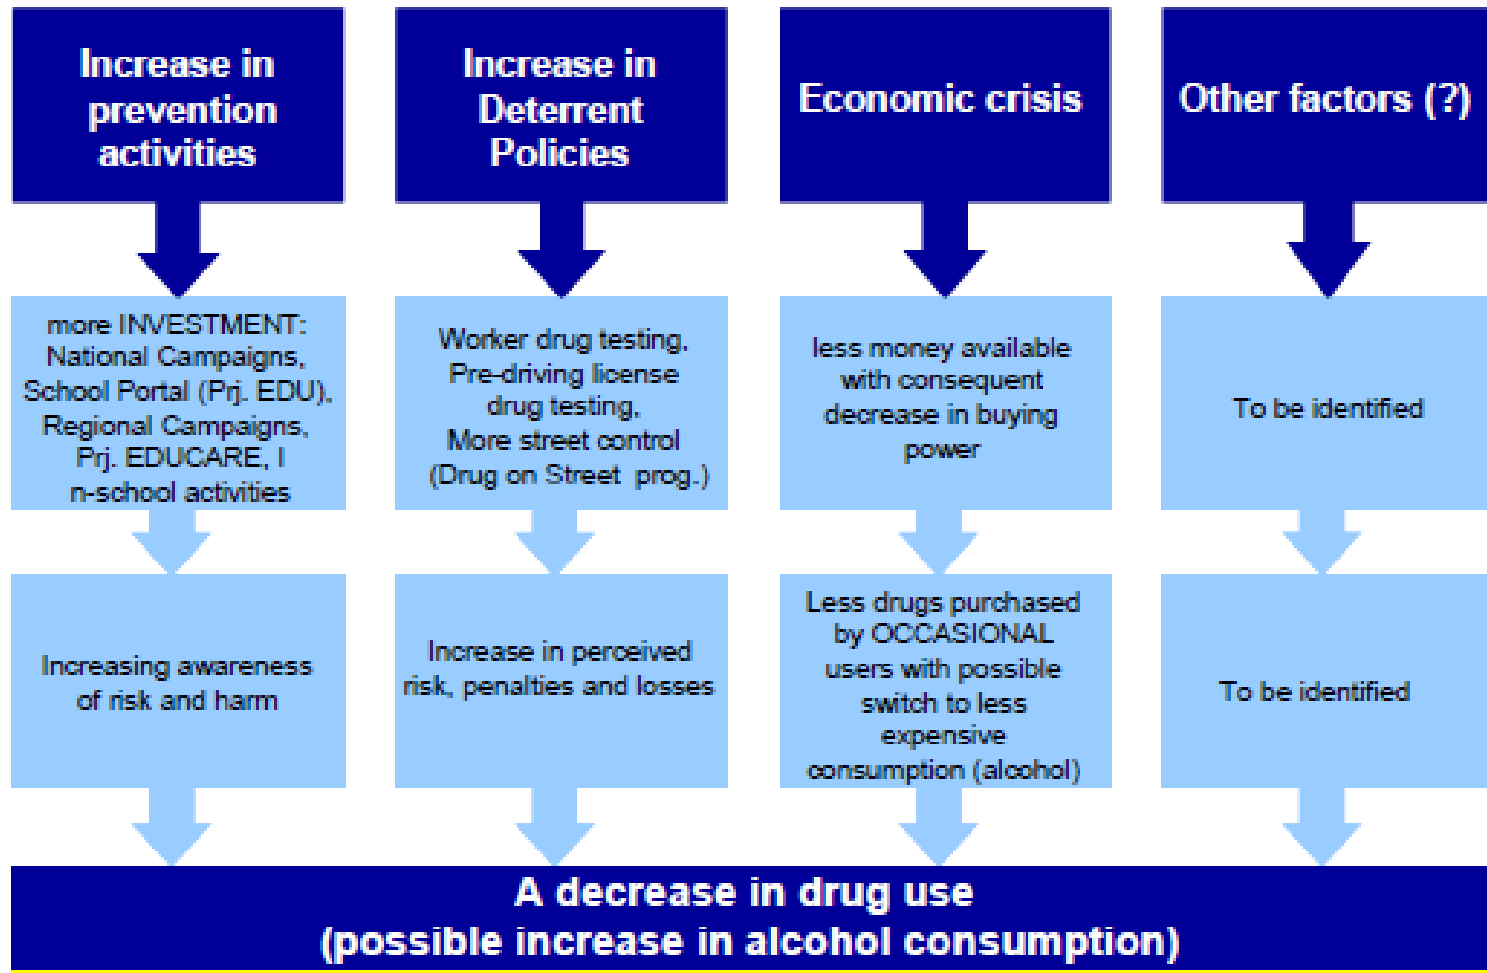 Increase in
prevention
activities
Increase in
Deterrent
Policies
Economic crisis
Other factors (?)
more INVESTMENT:
National Campaigns,
School Portal (Prj. EDU),
Regional Campaigns,
Prj. EDUCARE, I
n-school activities
Worker drug testing,
Pre-driving license
drug testing,
More street control
(Drug on Street prog.)
less money available
with consequent
decrease in buying
power
To be identified
Increasing awareness
of risk and harm
Increase in perceived
risk, penalties and losses
Less drugs purchased
by OCCASIONAL
users with possible
switch to less
expensive
consumption (alcohol)
To be identified
A decrease in drug use
(possible increase in alcohol consumption)